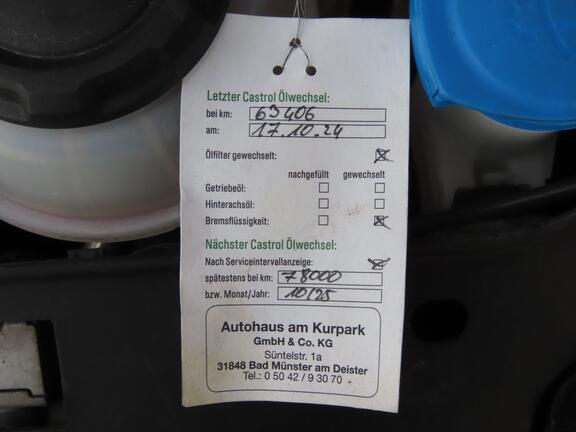 Letzter Castrol Ölwechsel:
bei km: 63406
am: 17.10.24
Ölfilter gewechselt:
nachgefüllt gewechselt
Getriebeöl:
Hinterachsöl:
Bremsflüssigkeit:
Nächster Castrol Ölwechsel:
Nach Serviceintervallanzeige:
spätestens bei km: 78000
bzw. Monat/Jahr: 10/25
Autohaus am Kurpark
GmbH & Co. KG
Süntelstr. 1a
31848 Bad Münster am Deister
Tel.: 0 50 42 / 9 30 70